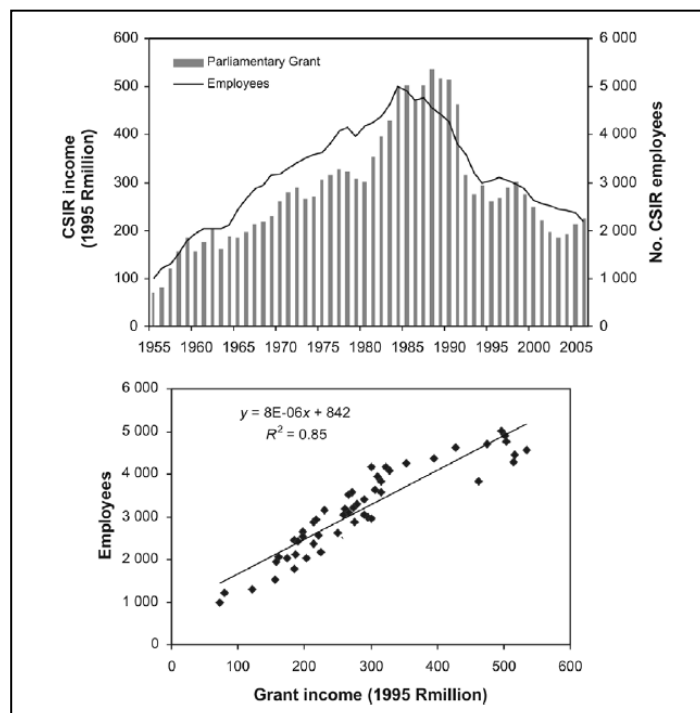 600
500
400
300
200
100
0
CSIR income
(1995 Rmillion)
Parliamentary Grant
Employees
6 000
5 000
4 000
3 000
2 000
1 000
0
No. CSIR employees
1955 1960 1965 1970 1975 1980 1985 1990 1995 2000 2005
6 000
5 000
4 000
3 000
2 000
1 000
0
Employees
y = 8E-06x + 842
R² = 0.85
0 100 200 300 400 500 600
Grant income (1995 Rmillion)